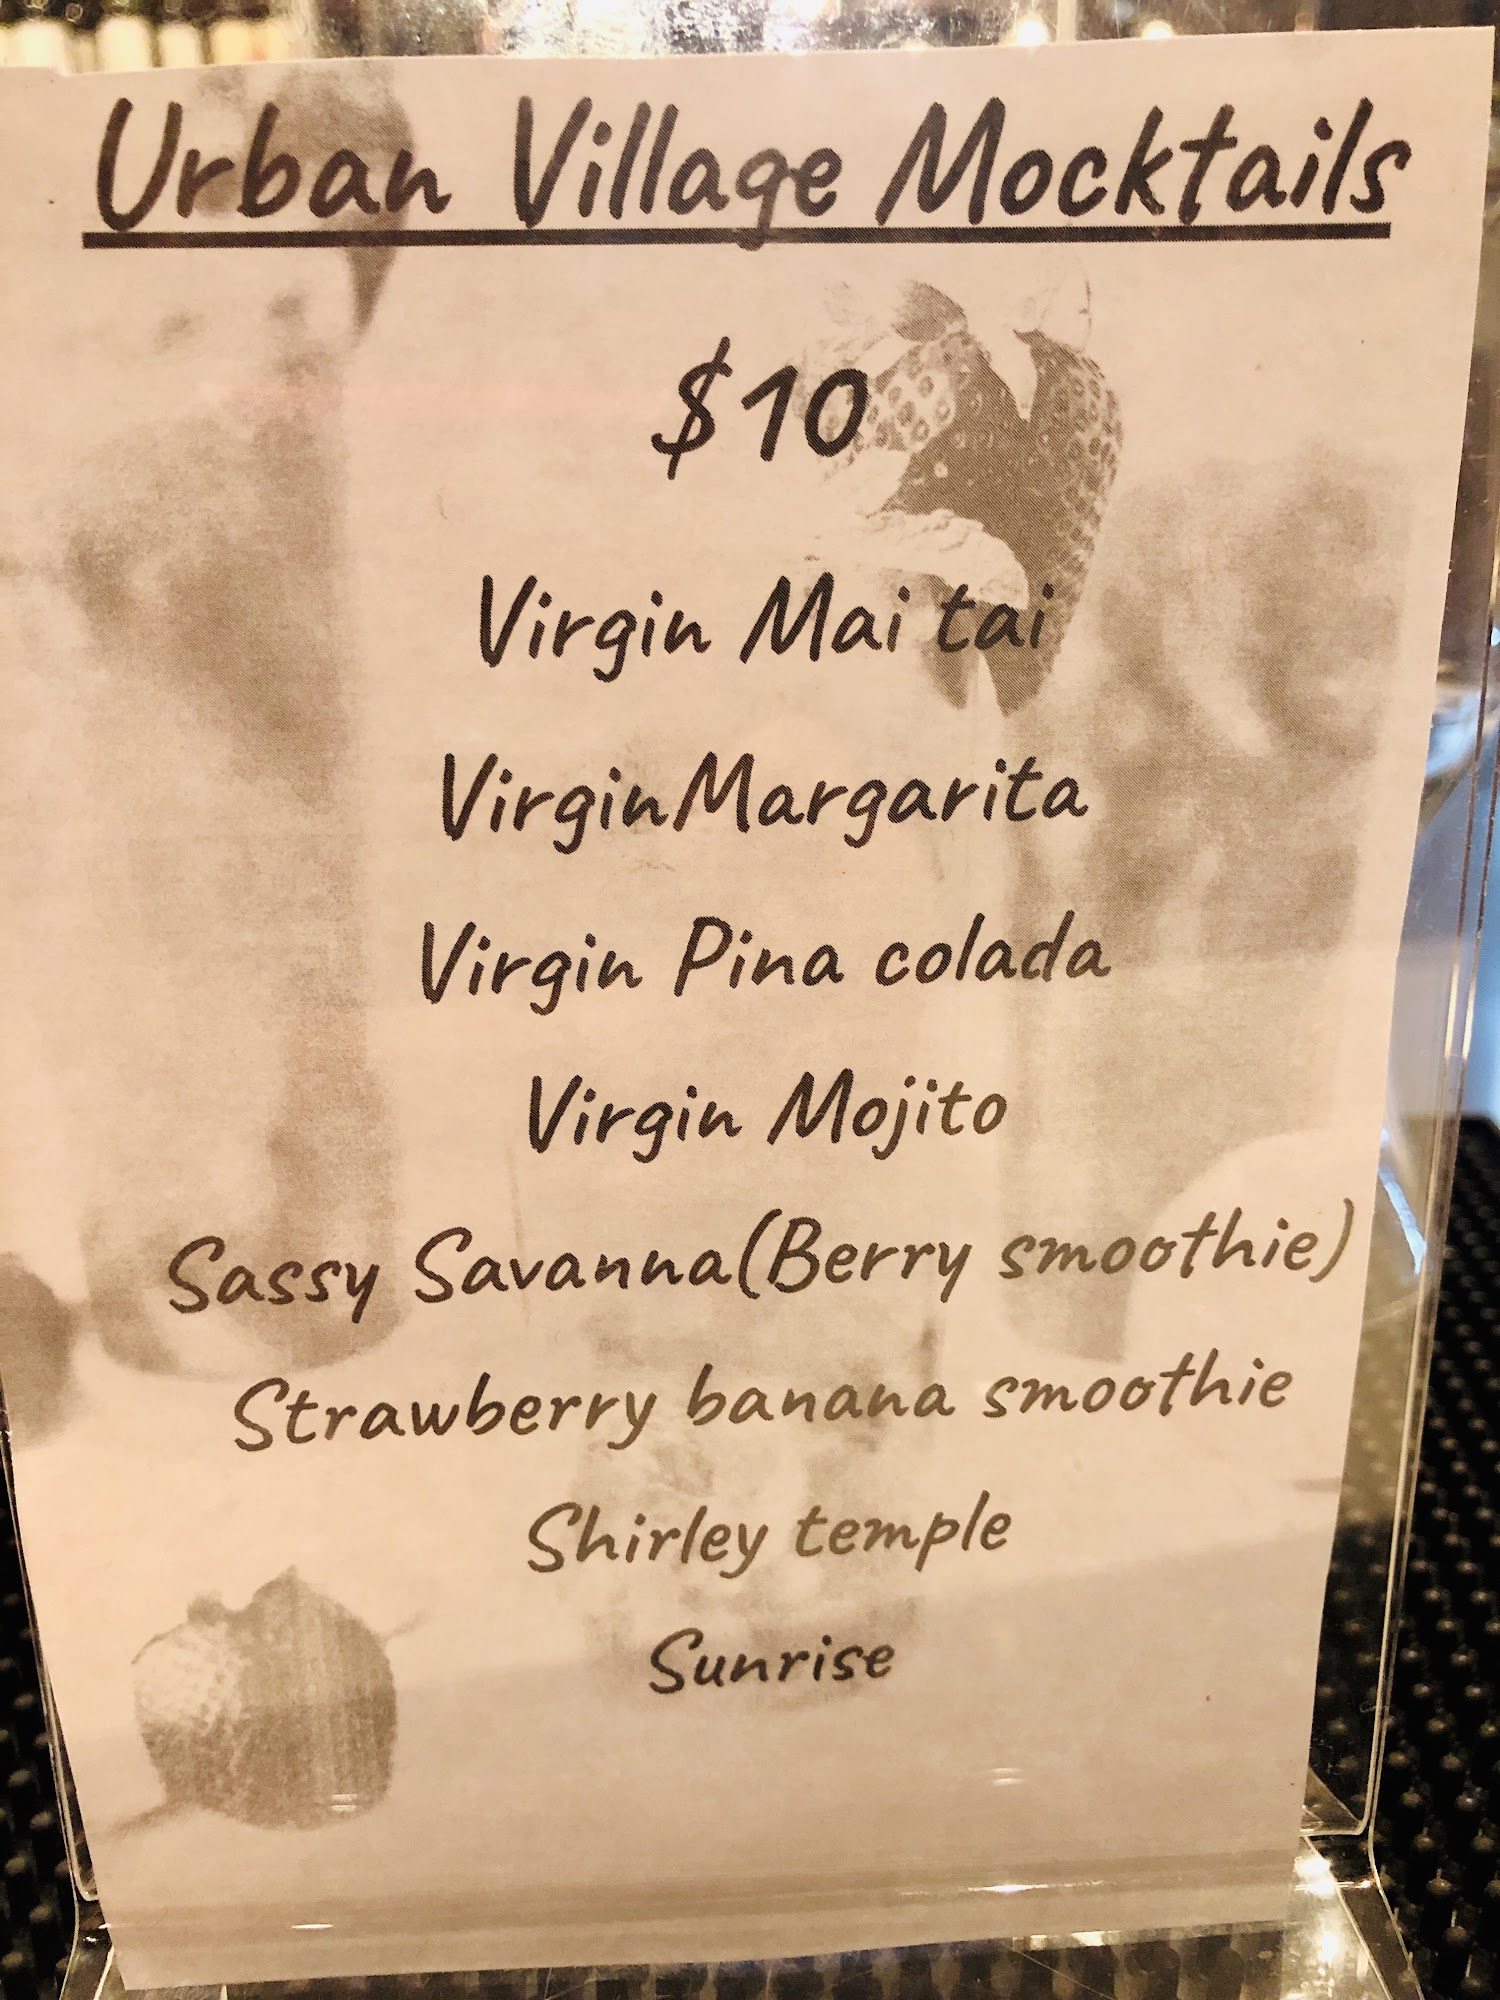 Urban Village Mocktails
$10
Virgin Mai tai
VirginMargarita
Virgin Pina colada
Virgin Mojito
Sassy Savanna(Berry smoothie)
Strawberry banana smoothie
Shirley temple
Sunrise